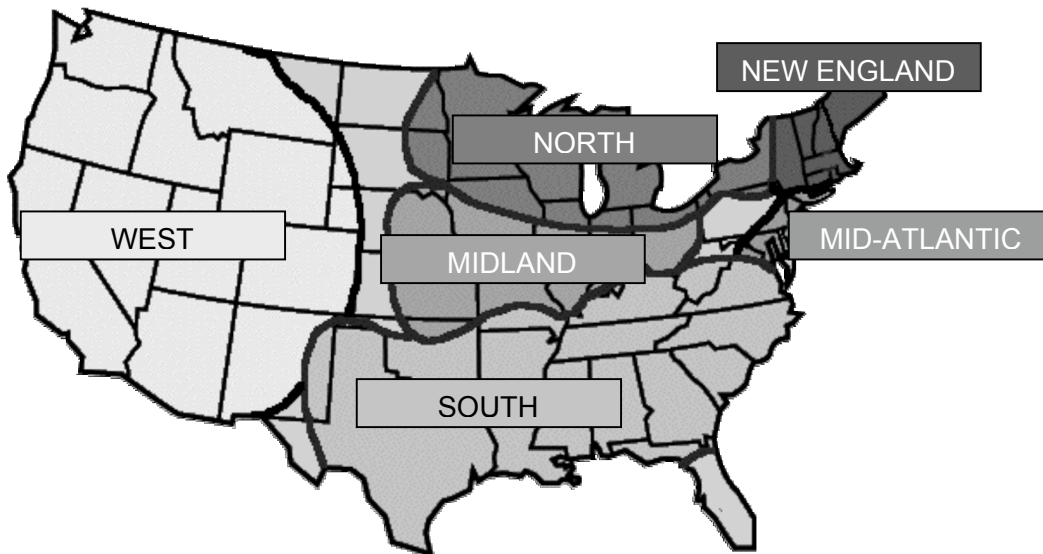 NEW ENGLAND
NORTH
WEST
MID-ATLANTIC
MIDLAND
SOUTH